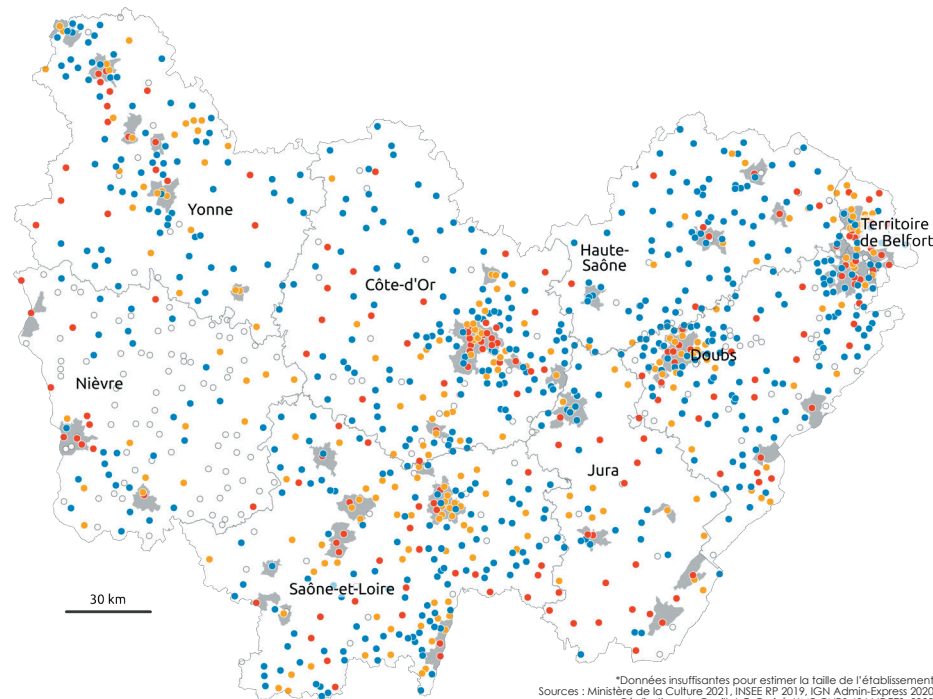 Yonne
Territoire
de Belfort
Haute-
Saône
Côte-d'Or
Doubs
Nièvre
Jura
Saône-et-Loire
30 km
*Données insuffisantes pour estimer la taille de l'établissement
Sources : Ministère de la Culture 2021, INSEE RP 2019, IGN Admin-Express 2020